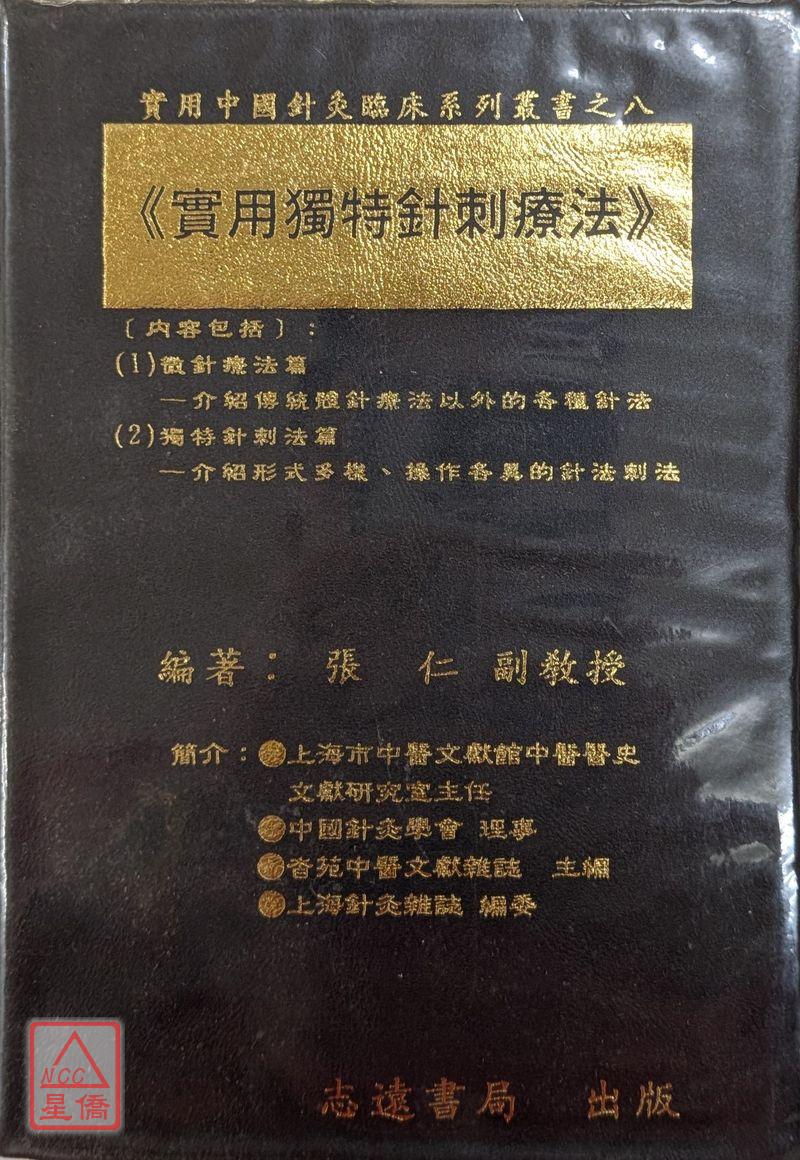 實用中國針灸臨床系列叢書之八
《實用獨特針刺療法》
〔內容包括〕：
(1)微針療法篇
—介紹傳統體針療法以外的各種針法
(2)獨特針刺法篇
—介紹形式多樣、操作各異的針法刺法
編著： 張 仁 副教授
簡介：
上海市中醫文獻館中醫醫史
文獻研究室主任
中國針灸學會 理事
杏苑中醫文獻雜誌 主編
上海針灸雜誌 編委
志遠書局 出版
NCC
星僑